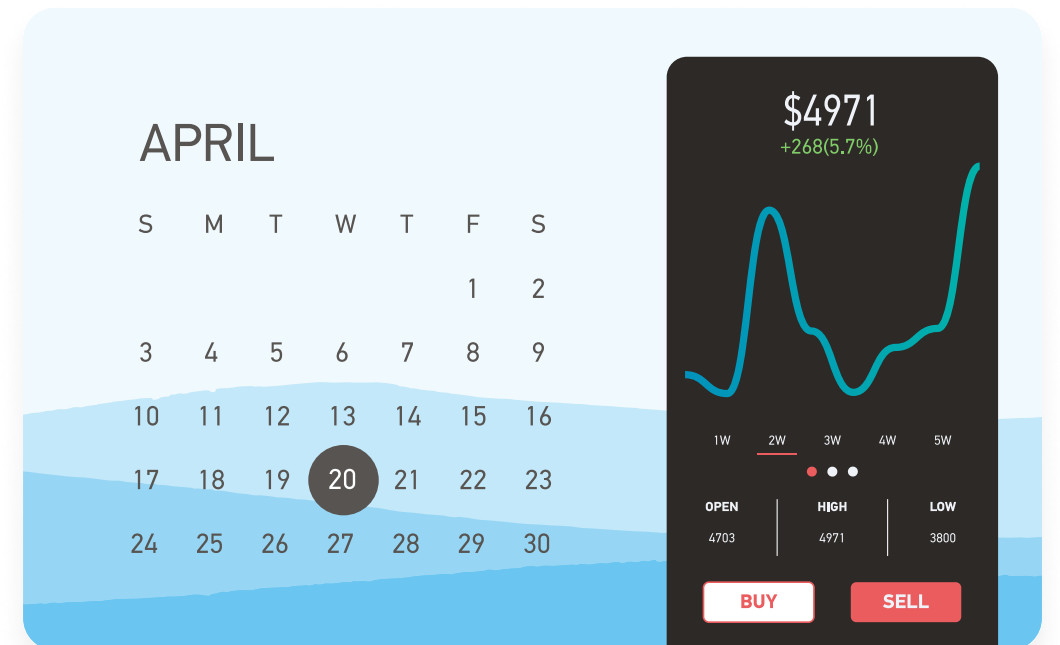 APRIL
S M T W T F S
1 2
3 4 5 6 7 8 9
10 11 12 13 14 15 16
17 18 19 20 21 22 23
24 25 26 27 28 29 30
$4971
+268(5.7%)
1W 2W 3W 4W 5W
OPEN HIGH LOW
4703 4971 3800
BUY SELL